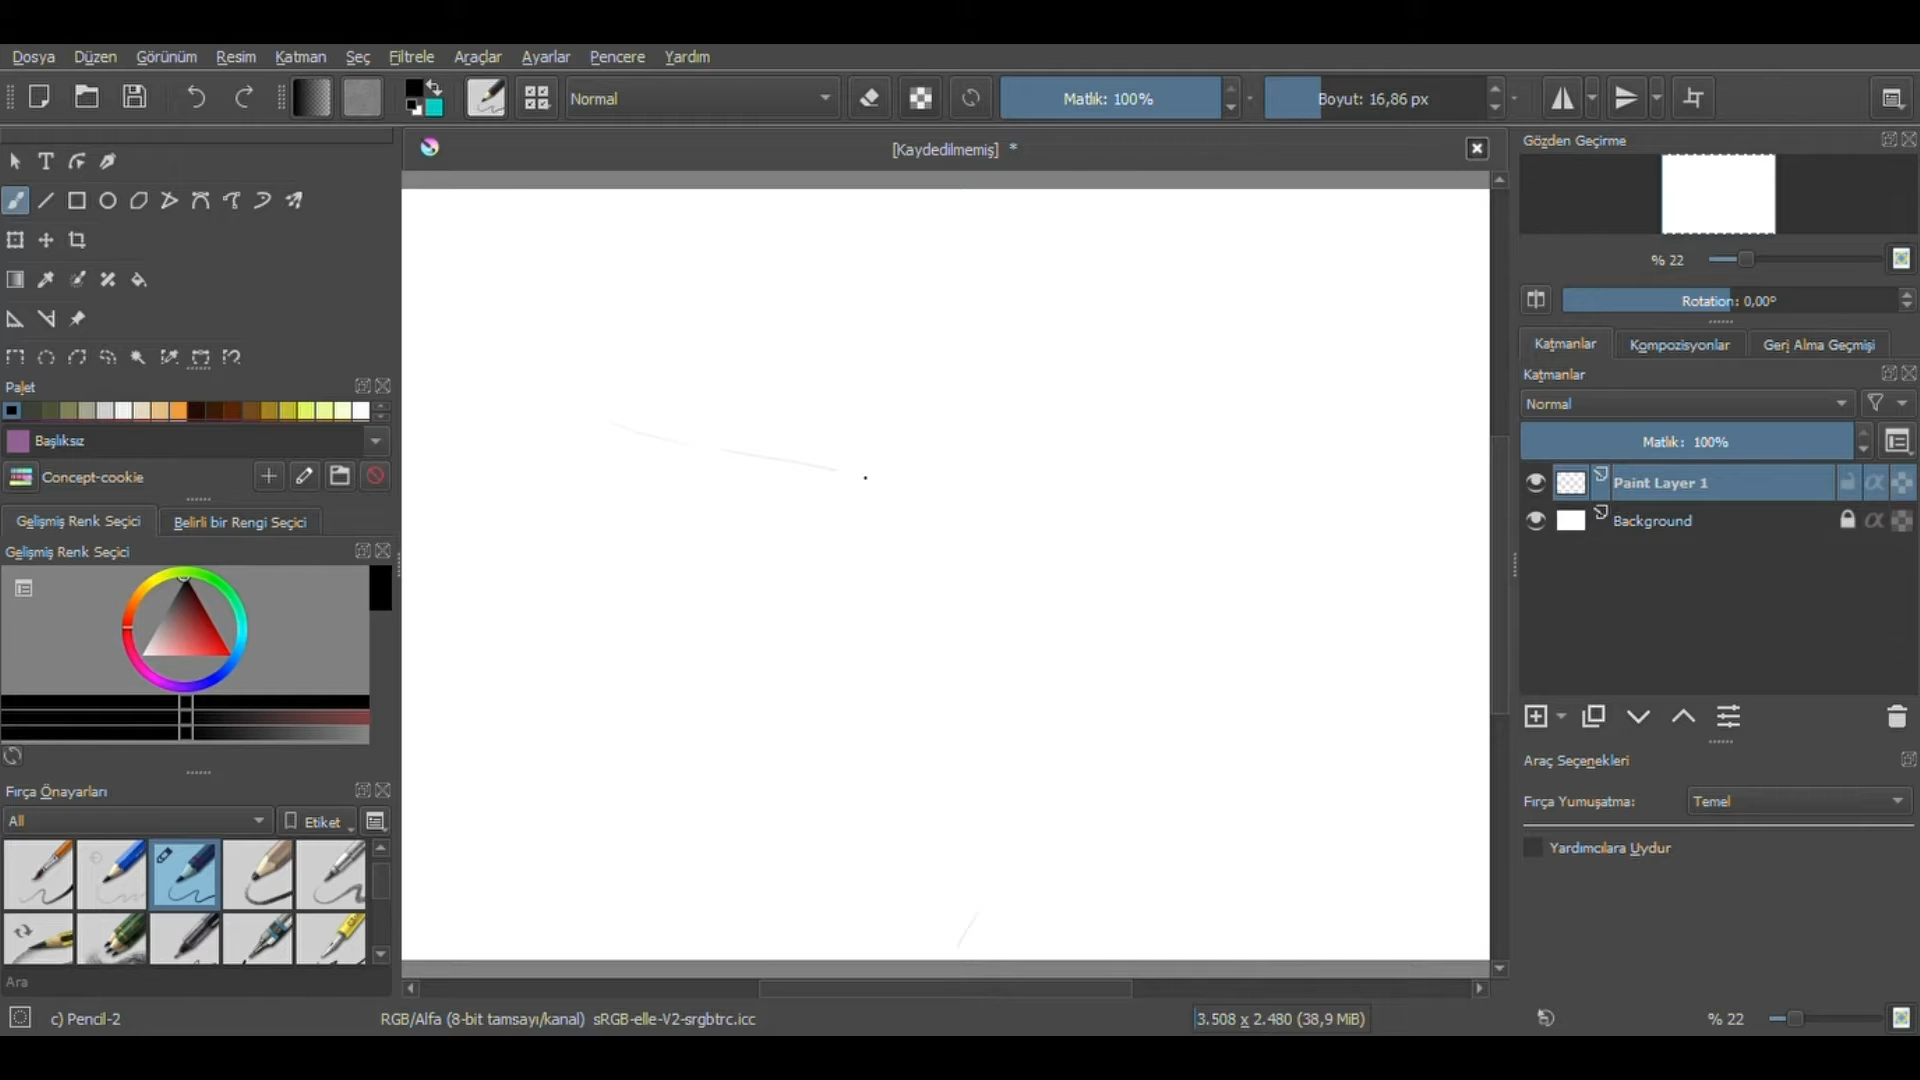 Dosya Düzen Görünüm Resim Katman Seç Filtrele Araçlar Ayarlar Pencere Yardım
Normal
Matlık: 100%
Boyut: 16,86 px
[Kaydedilmemiş] *
Palet
Başlıksız
Concept-cookie
Gelişmiş Renk Seçici
Belirli bir Rengi Seçici
Gelişmiş Renk Seçici
Fırça Önayarları
All
Etiket
Ara
c) Pencil-2
RGB/Alfa (8-bit tamsayı/kanal) sRGB-elle-V2-srgbtrc.icc
3.508 x 2.480 (38,9 MiB)
% 22
Gözden Geçirme
% 22
Rotation: 0,00°
Katmanlar
Kompozisyonlar
Geri Alma Geçmişi
Katmanlar
Normal
Matlık: 100%
Paint Layer 1
Background
Araç Seçenekleri
Fırça Yumuşatma:
Temel
Yardımcılara Uydur